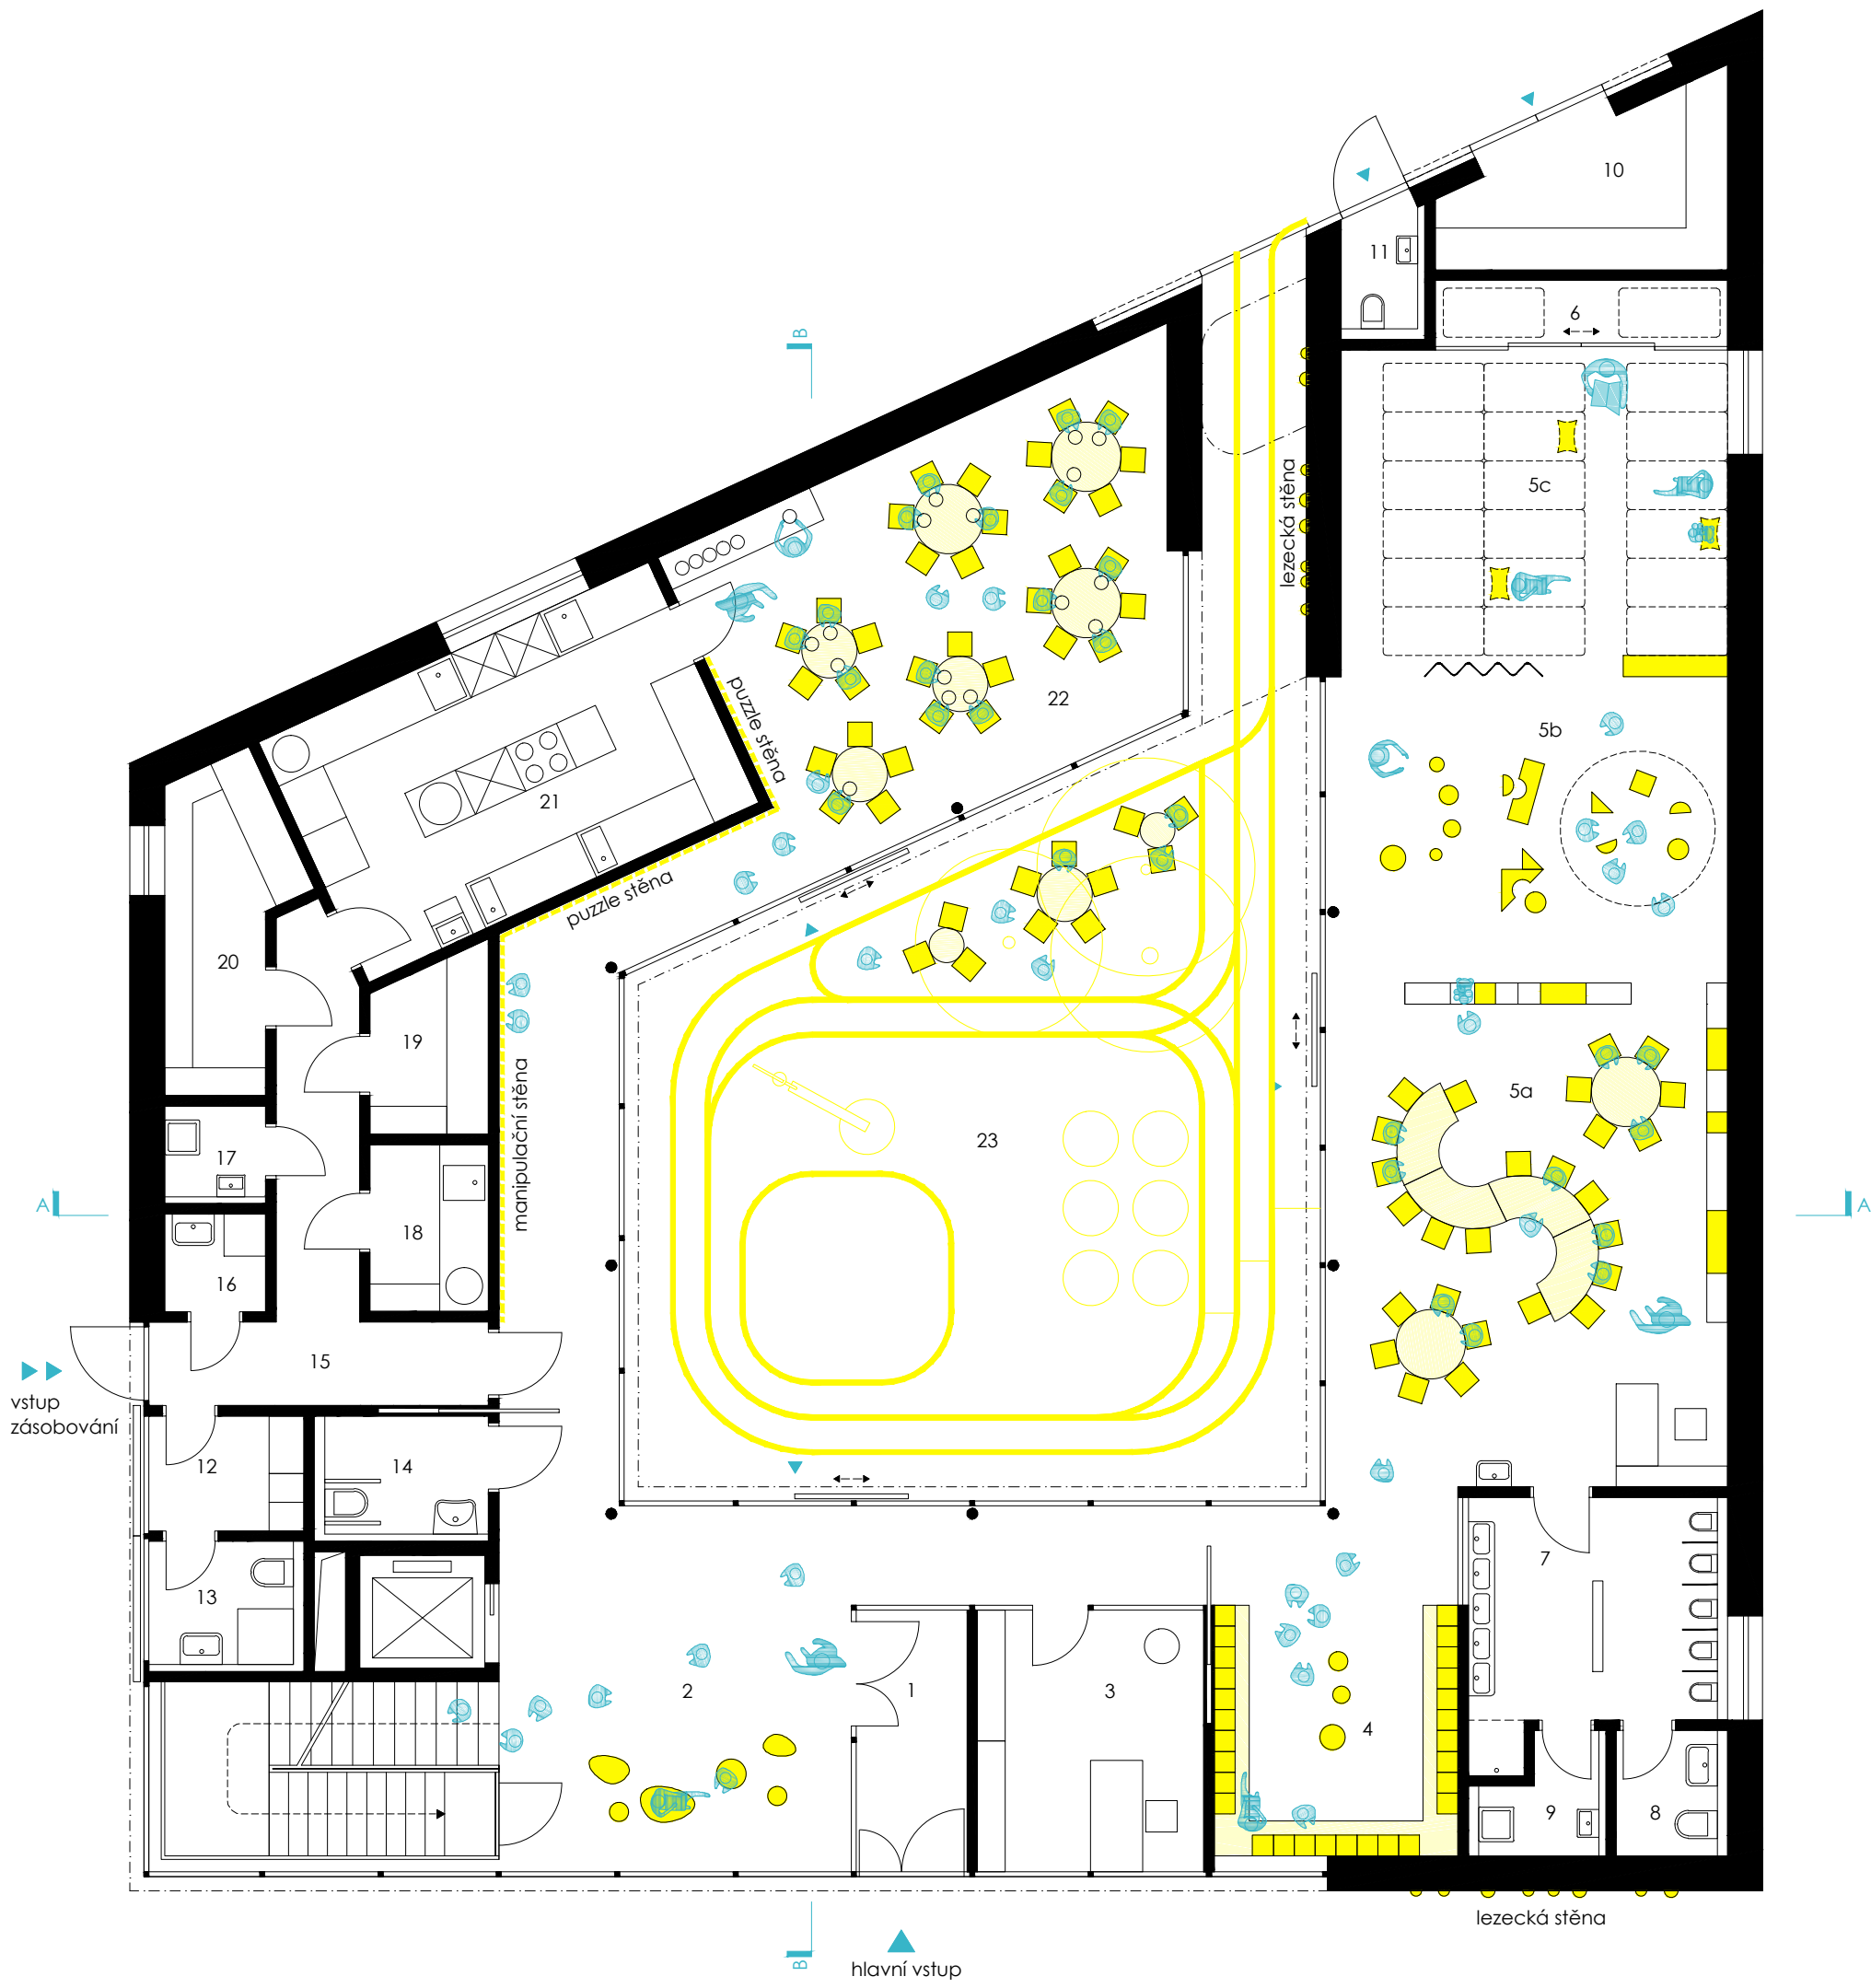 10
11
6
B
5c
lezecká stěna
22
puzzle stěna
5b
21
puzzle stěna
20
19
5a
23
manipulační stěna
17
A
A
18
16
15
vstup
zásobování
12
14
7
13
2
1
3
4
9
8
lezecká stěna
B
hlavní vstup